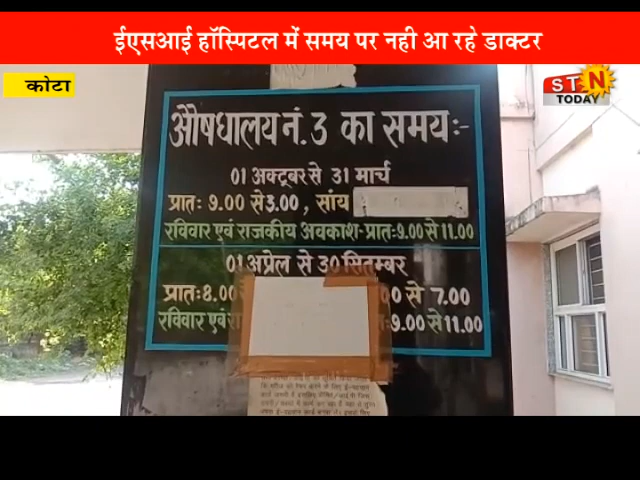 ईएसआई हॉस्पिटल में समय पर नही आ रहे डाक्टर
कोटा
STN
TODAY
औषधालय नं. 3 का समय :-
01 अक्टूबर से 31 मार्च
प्रातः 9.00 से 3.00, सांय
रविवार एवं राजकीय अवकाश-प्रातः 9.00 से 11.00
01 अप्रेल से 30 सितम्बर
प्रातः 8.00 00 से 7.00
रविवार एवं रा 9.00 से 11.00